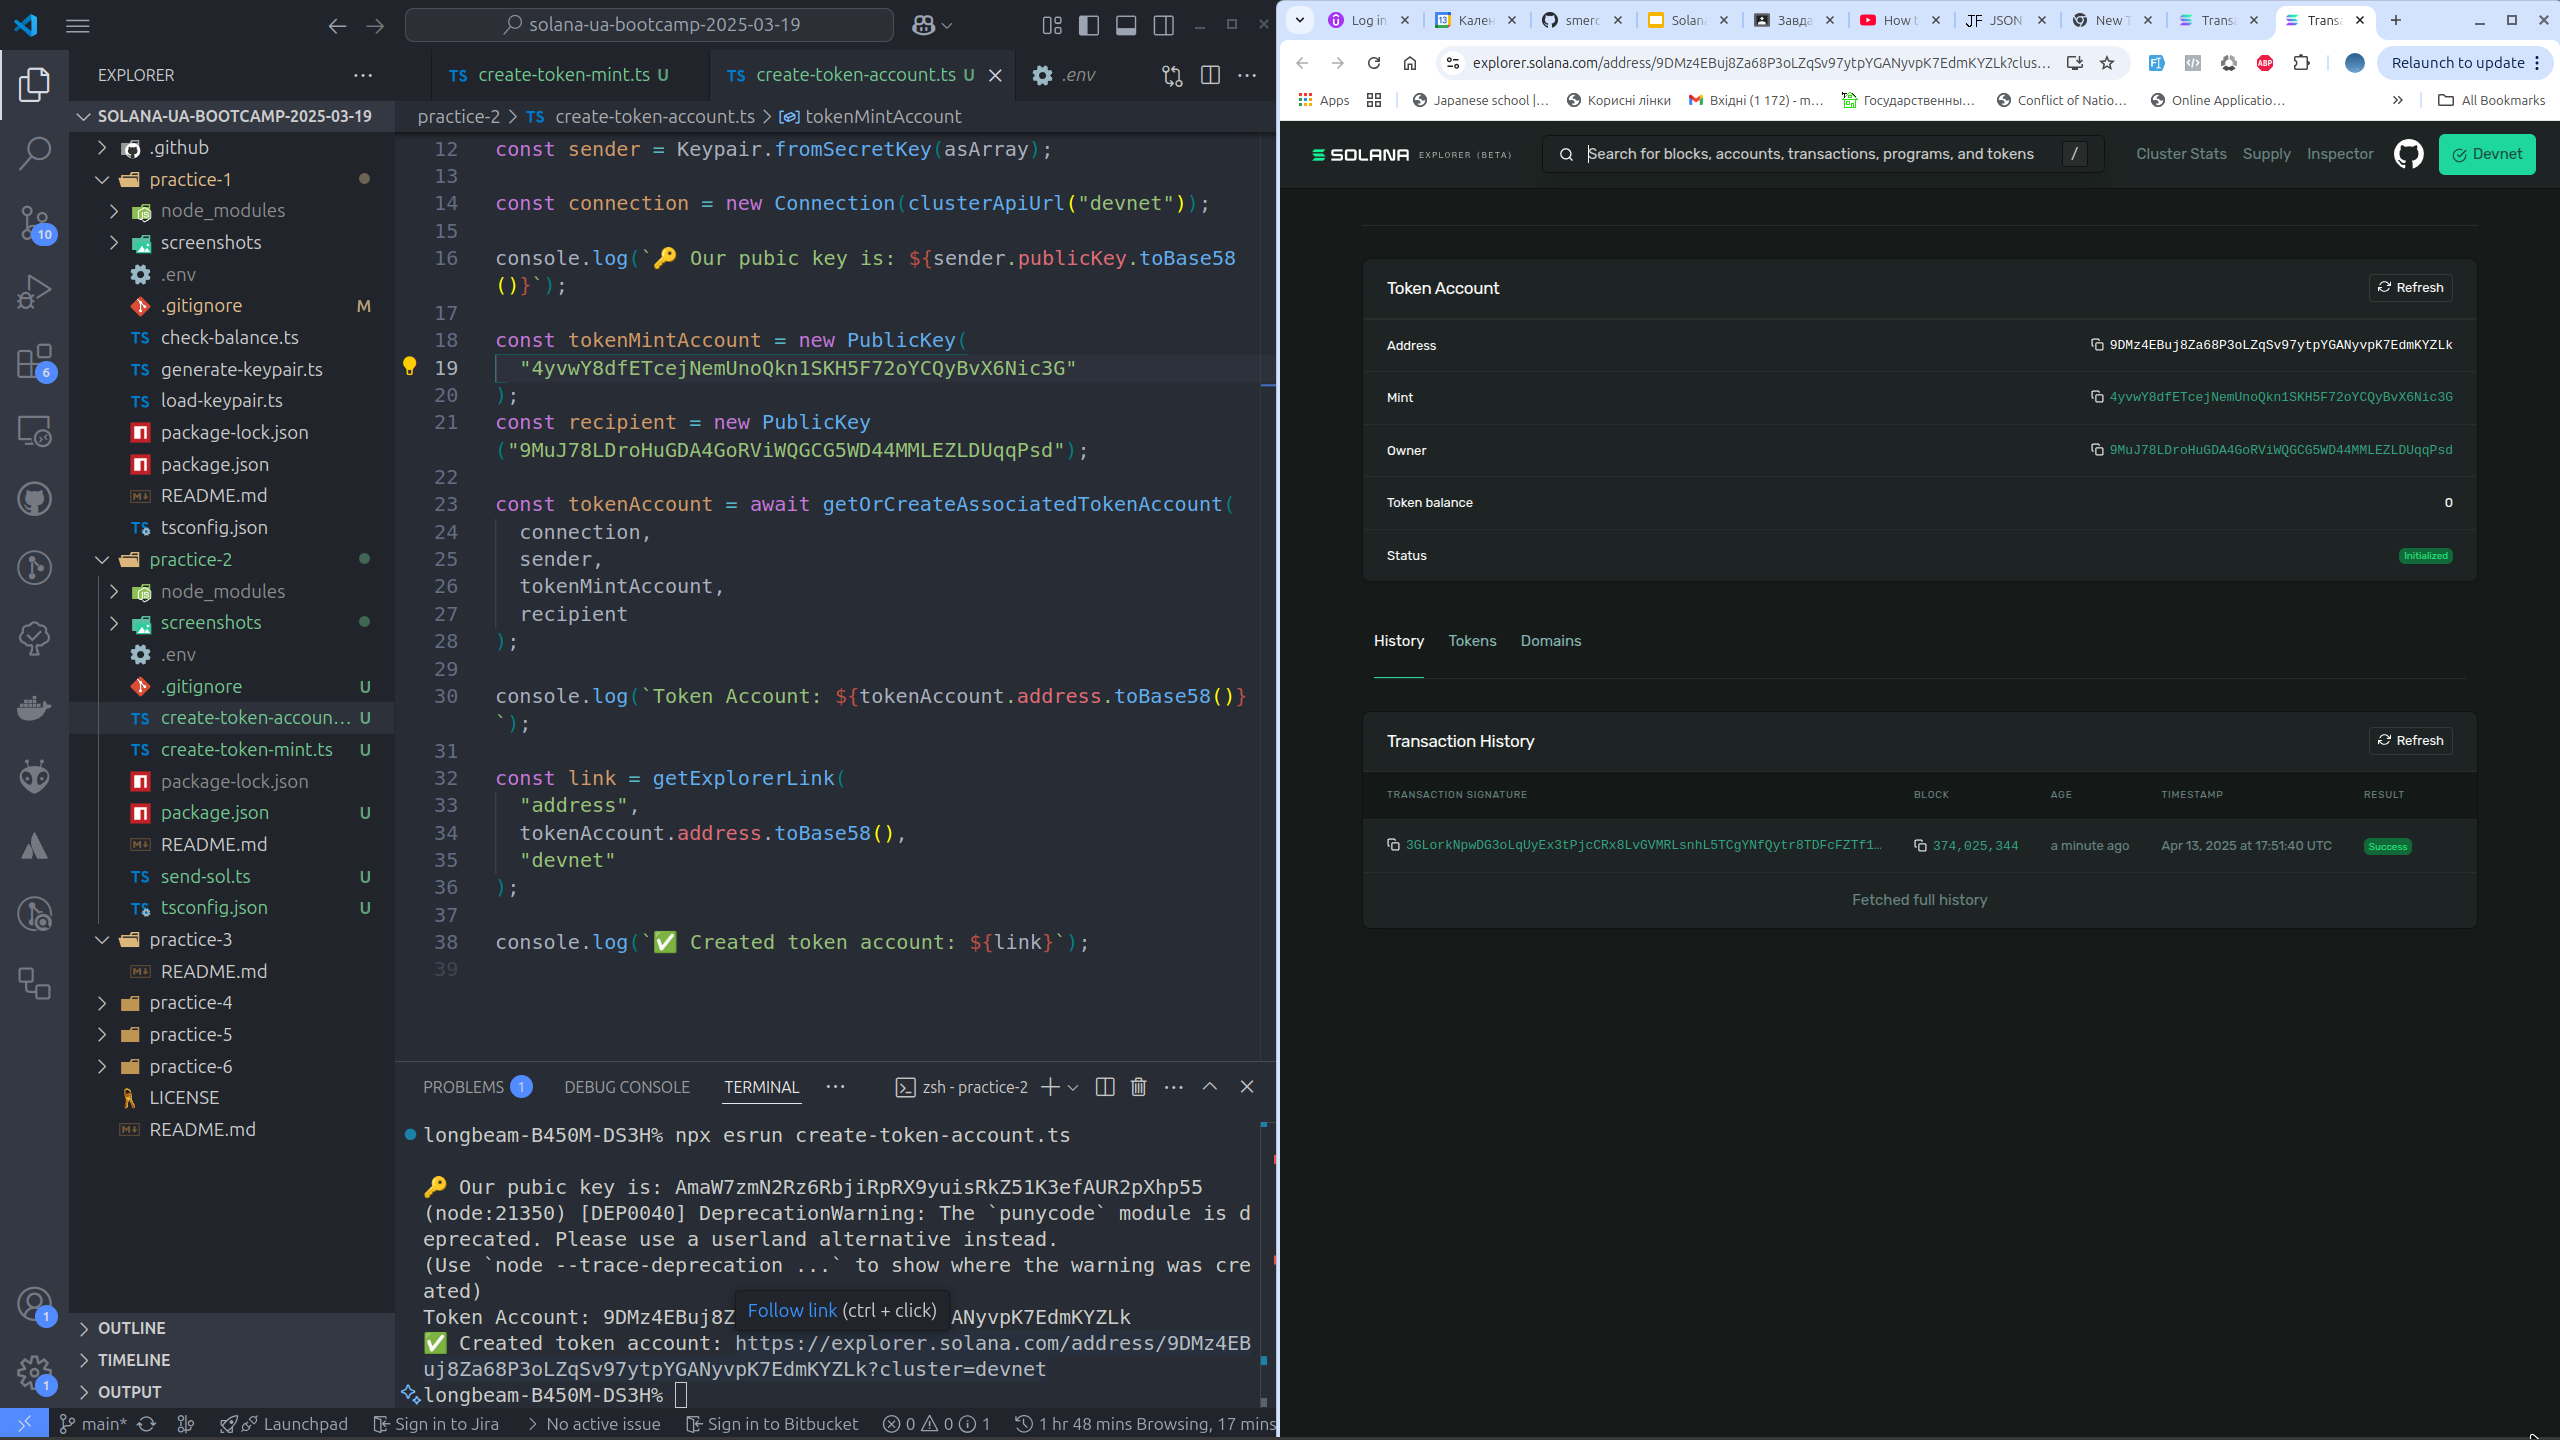 solana-ua-bootcamp-2025-03-19
EXPLORER
SOLANA-UA-BOOTCAMP-2025-03-19
.github
practice-1
node_modules
screenshots
.env
.gitignore M
check-balance.ts
generate-keypair.ts
load-keypair.ts
package-lock.json
package.json
README.md
tsconfig.json
practice-2
node_modules
screenshots
.env
.gitignore U
create-token-accoun... U
create-token-mint.ts U
package-lock.json
package.json U
README.md
send-sol.ts U
tsconfig.json U
practice-3
README.md
practice-4
practice-5
practice-6
LICENSE
README.md
OUTLINE
TIMELINE
OUTPUT
10
6
1
1
TS create-token-mint.ts U
TS create-token-account.ts U
.env
practice-2 > TS create-token-account.ts > tokenMintAccount
12 const sender = Keypair.fromSecretKey(asArray);
13
14 const connection = new Connection(clusterApiUrl("devnet"));
15
16 console.log(`🔑 Our pubic key is: ${sender.publicKey.toBase58
()}`);
17
18 const tokenMintAccount = new PublicKey(
19 "4yvwY8dfETcejNemUnoQkn1SKH5F72oYCQyBvX6Nic3G"
20 );
21 const recipient = new PublicKey
("9MuJ78LDroHuGDA4GoRViWQGCG5WD44MMLEZLDUqqPsd");
22
23 const tokenAccount = await getOrCreateAssociatedTokenAccount(
24 connection,
25 sender,
26 tokenMintAccount,
27 recipient
28 );
29
30 console.log(`Token Account: ${tokenAccount.address.toBase58()}
`);
31
32 const link = getExplorerLink(
33 "address",
34 tokenAccount.address.toBase58(),
35 "devnet"
36 );
37
38 console.log(`✅ Created token account: ${link}`);
39
PROBLEMS 1 DEBUG CONSOLE TERMINAL ··· zsh - practice-2
longbeam-B450M-DS3H% npx esrun create-token-account.ts
🔑 Our pubic key is: AmaW7zmN2Rz6RbjiRpRX9yuisRkZ51K3efAUR2pXhp55
(node:21350) [DEP0040] DeprecationWarning: The `punycode` module is d
eprecated. Please use a userland alternative instead.
(Use `node --trace-deprecation ...` to show where the warning was cre
ated)
Follow link (ctrl + click)
Token Account: 9DMz4EBuj8Z ANyvpK7EdmKYZLk
✅ Created token account: https://explorer.solana.com/address/9DMz4EB
uj8Za68P3oLZqSv97ytpYGANyvpK7EdmKYZLk?cluster=devnet
longbeam-B450M-DS3H%
main* Launchpad Sign in to Jira > No active issue Sign in to Bitbucket 0 0 1 1 hr 48 mins Browsing, 17 mins
Log in
Кален
smerc
Solan
Завда
How t
JSON
New T
Trans
Trans
explorer.solana.com/address/9DMz4EBuj8Za68P3oLZqSv97ytpYGANyvpK7EdmKYZLk?clus...
ABP
Relaunch to update
Apps
Japanese school |...
Корисні лінки
Вхідні (1 172) - m...
Государственны...
Conflict of Natio...
Online Applicatio...
All Bookmarks
SOLANA EXPLORER (BETA)
Search for blocks, accounts, transactions, programs, and tokens /
Cluster Stats Supply Inspector Devnet
Token Account Refresh
Address 9DMz4EBuj8Za68P3oLZqSv97ytpYGANyvpK7EdmKYZLk
Mint 4yvwY8dfETcejNemUnoQkn1SKH5F72oYCQyBvX6Nic3G
Owner 9MuJ78LDroHuGDA4GoRViWQGCG5WD44MMLEZLDUqqPsd
Token balance 0
Status Initialized
History Tokens Domains
Transaction History Refresh
TRANSACTION SIGNATURE BLOCK AGE TIMESTAMP RESULT
3GLorkNpwDG3oLqUyEx3tPjcCRx8LvGVMRLsnhL5TCgYNfQytr8TDFcFZTf1... 374,025,344 a minute ago Apr 13, 2025 at 17:51:40 UTC Success
Fetched full history